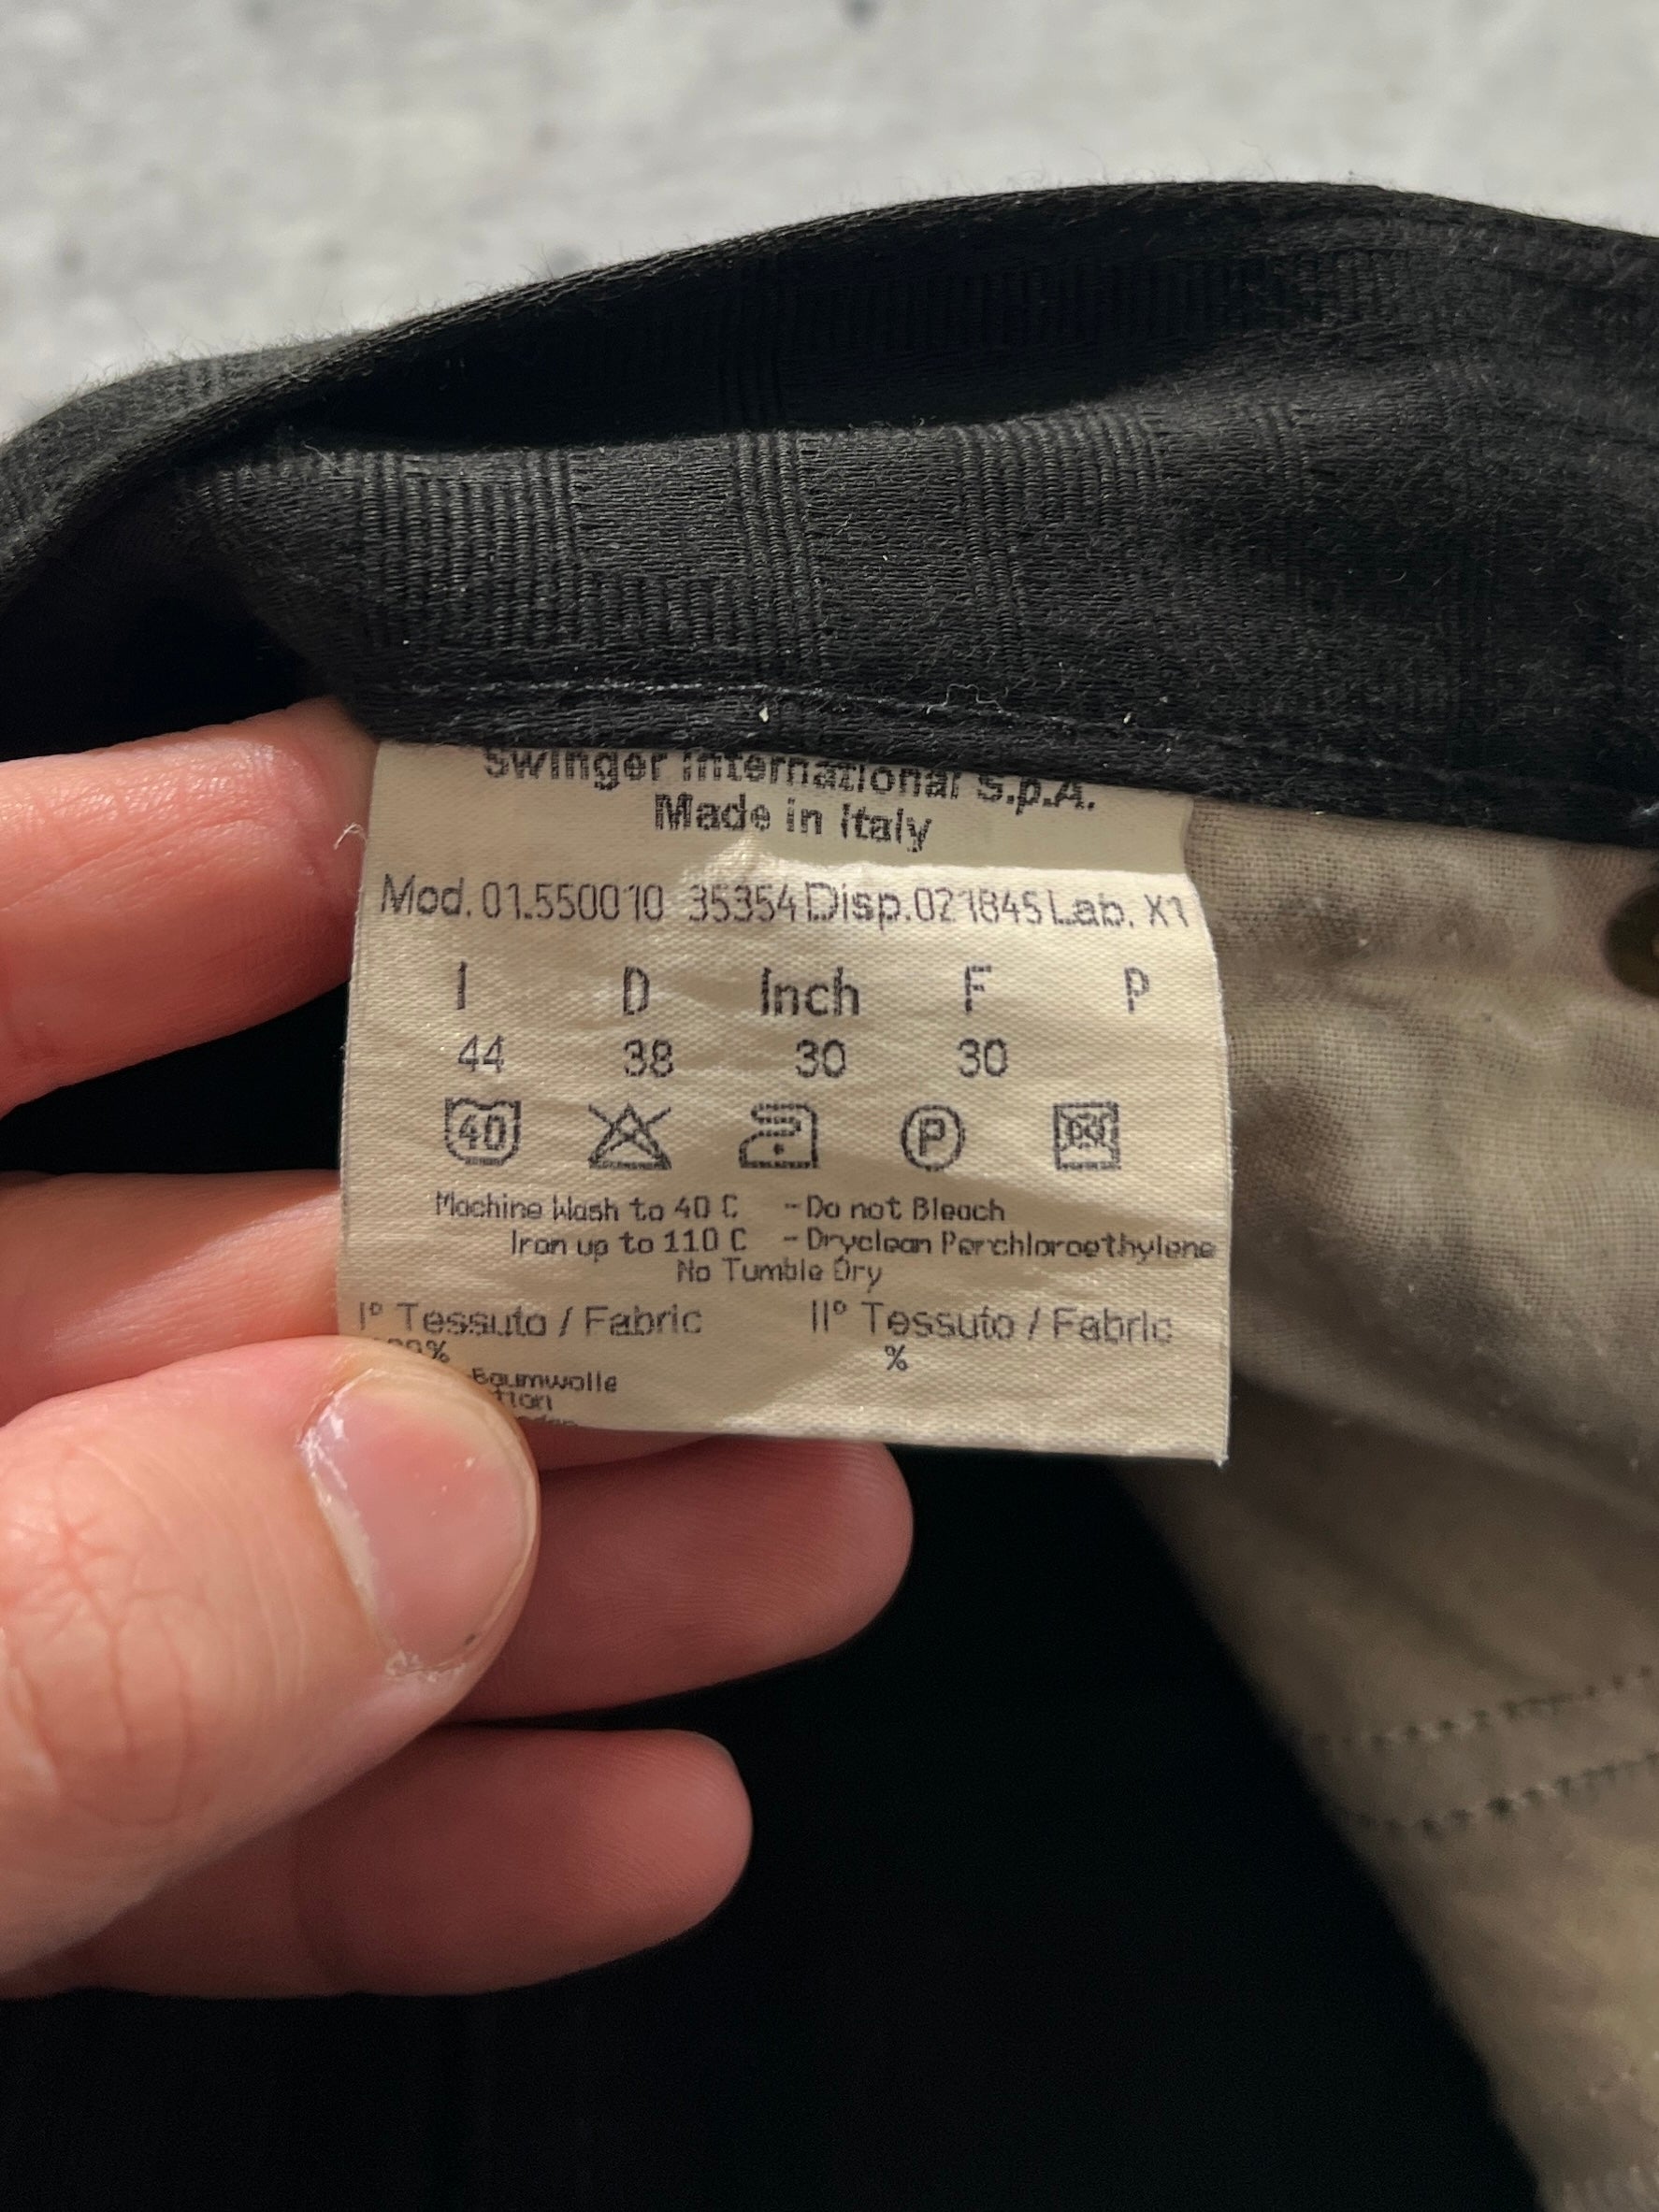 Swinger International S.p.A.
Made in Italy
Mod. 01.550010 35354 Disp.021845 Lab. X1
I D Inch F P
44 38 30 30
40 P
Machine Wash to 40 C - Do not Bleach
Iron up to 110 C - Dryclean Perchloroethylene
No Tumble Dry
I° Tessuto / Fabric II° Tessuto / Fabric
%
Baumwolle